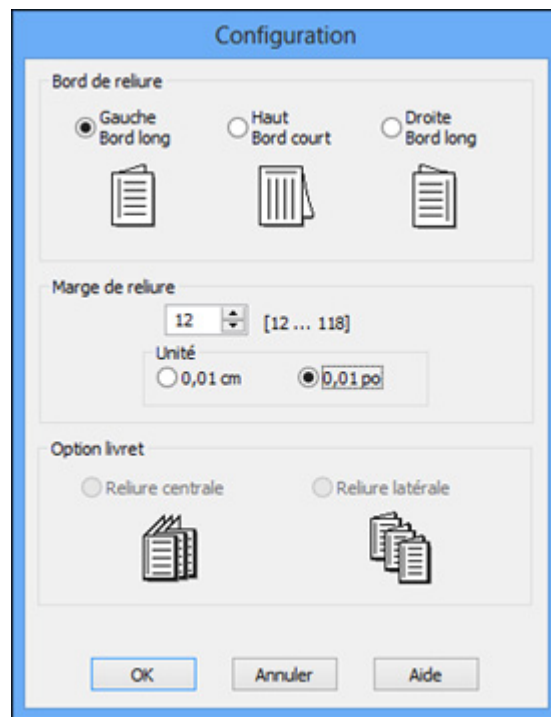 Configuration
Bord de reliure
Gauche
Bord long
Haut
Bord court
Droite
Bord long
Marge de reliure
12 [12 ... 118]
Unité
0,01 cm 0,01 po
Option livret
Reliure centrale Reliure latérale
OK Annuler Aide